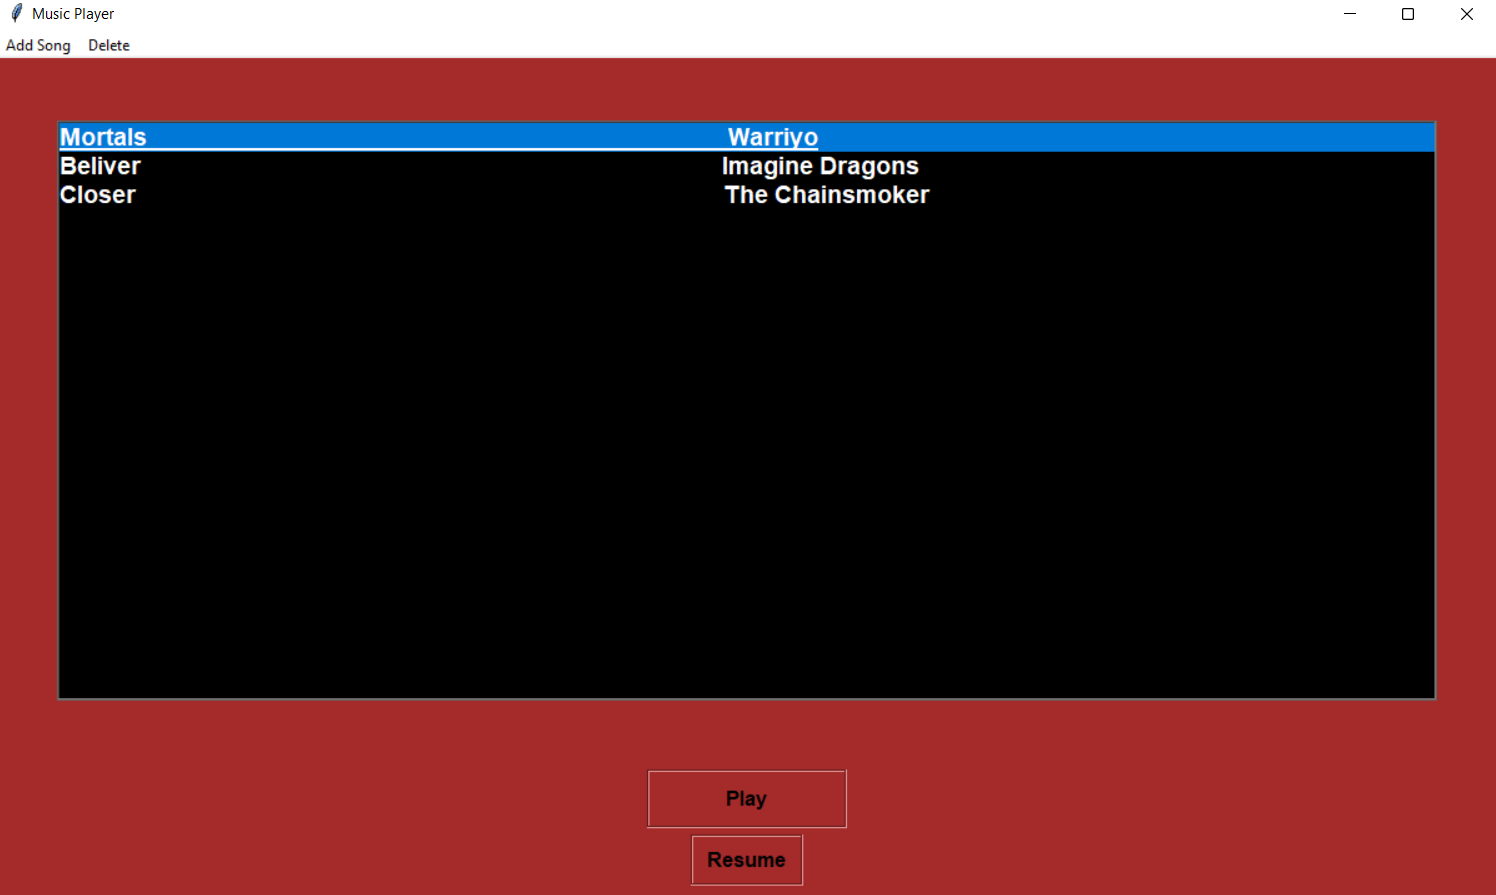 Music Player
Add Song Delete
Mortals Warriyo
Beliver Imagine Dragons
Closer The Chainsmoker
Play
Resume